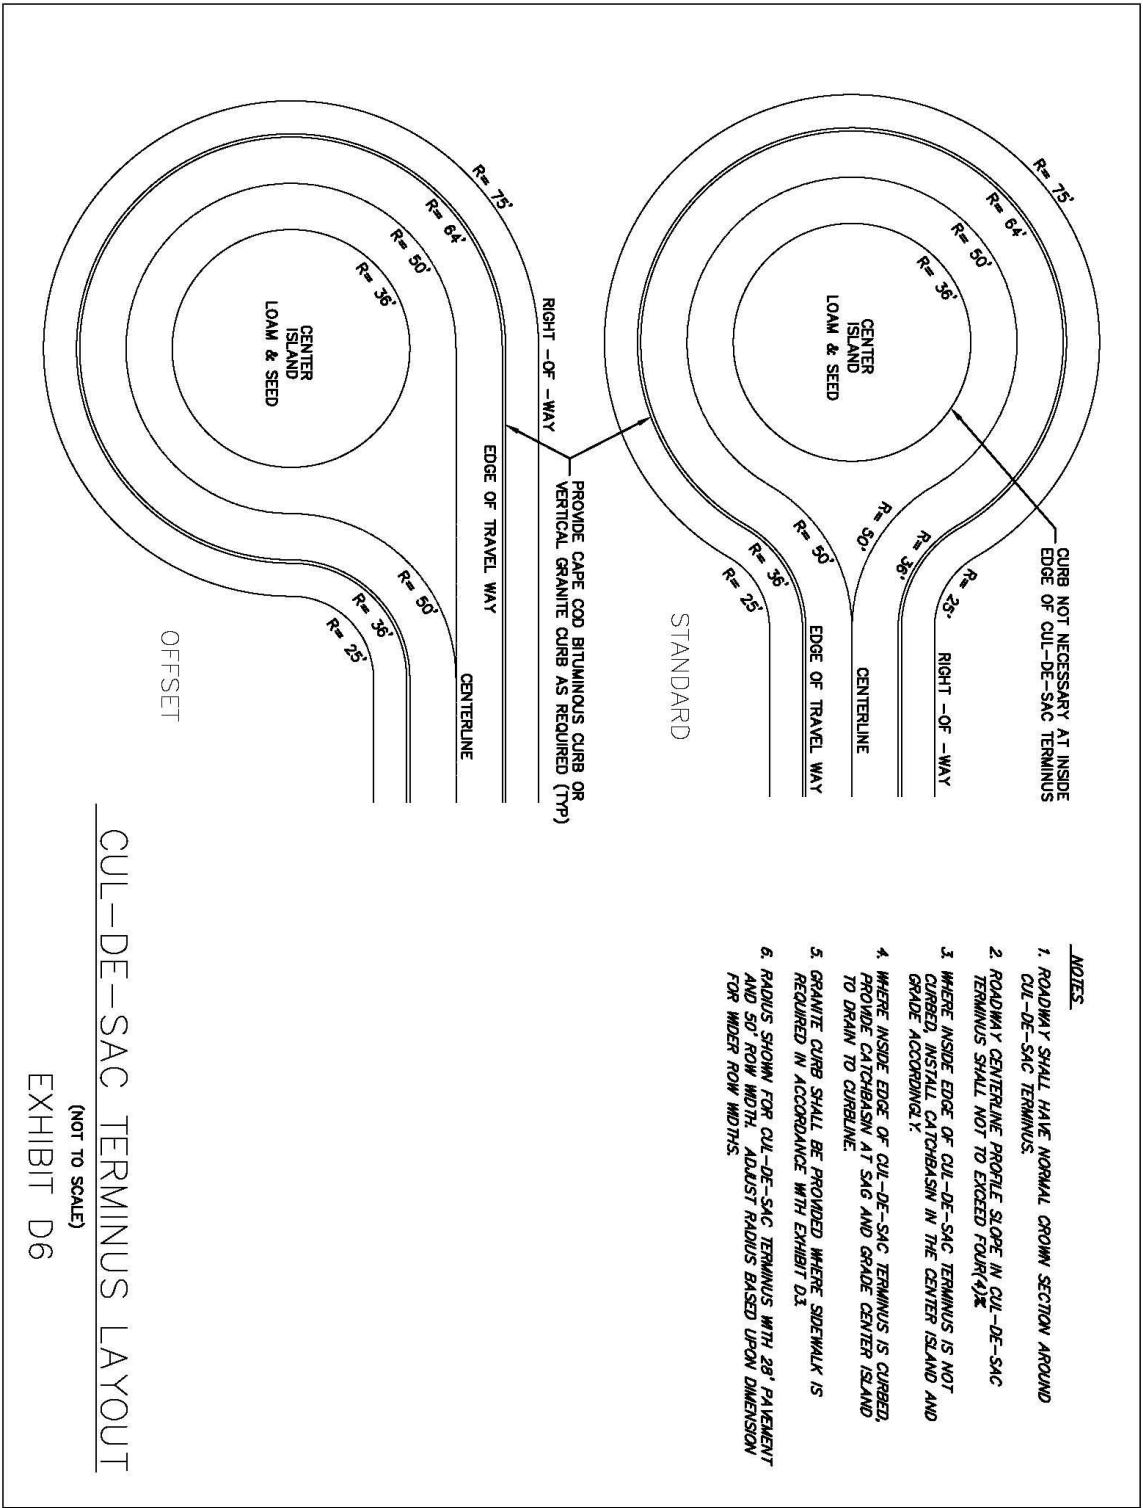 CURB NOT NECESSARY AT INSIDE
EDGE OF CUL-DE-SAC TERMINUS
R= 75'
R= 64'
R= 50'
R= 36'
CENTER
ISLAND
LOAM & SEED
R= 50'
R= 36'
R= 25'
R= 50'
R= 36'
R= 25'
RIGHT -OF -WAY
CENTERLINE
EDGE OF TRAVEL WAY
STANDARD
PROVIDE CAPE COD BITUMINOUS CURB OR
VERTICAL GRANITE CURB AS REQUIRED (TYP)
RIGHT -OF -WAY
R= 75'
R= 64'
R= 50'
R= 36'
CENTER
ISLAND
LOAM & SEED
EDGE OF TRAVEL WAY
CENTERLINE
R= 50'
R= 36'
R= 25'
OFFSET
NOTES
1. ROADWAY SHALL HAVE NORMAL CROWN SECTION AROUND
CUL-DE-SAC TERMINUS.
2. ROADWAY CENTERLINE PROFILE SLOPE IN CUL-DE-SAC
TERMINUS SHALL NOT TO EXCEED FOUR(4)%
3. WHERE INSIDE EDGE OF CUL-DE-SAC TERMINUS IS NOT
CURBED, INSTALL CATCHBASIN IN THE CENTER ISLAND AND
GRADE ACCORDINGLY.
4. WHERE INSIDE EDGE OF CUL-DE-SAC TERMINUS IS CURBED,
PROVIDE CATCHBASIN AT SAG AND GRADE CENTER ISLAND
TO DRAIN TO CURBLINE.
5. GRANITE CURB SHALL BE PROVIDED WHERE SIDEWALK IS
REQUIRED IN ACCORDANCE WITH EXHIBIT D3.
6. RADIUS SHOWN FOR CUL-DE-SAC TERMINUS WITH 28' PAVEMENT
AND 50' ROW WIDTH. ADJUST RADIUS BASED UPON DIMENSION
FOR WIDER ROW WIDTHS.
CUL-DE-SAC TERMINUS LAYOUT
(NOT TO SCALE)
EXHIBIT D6